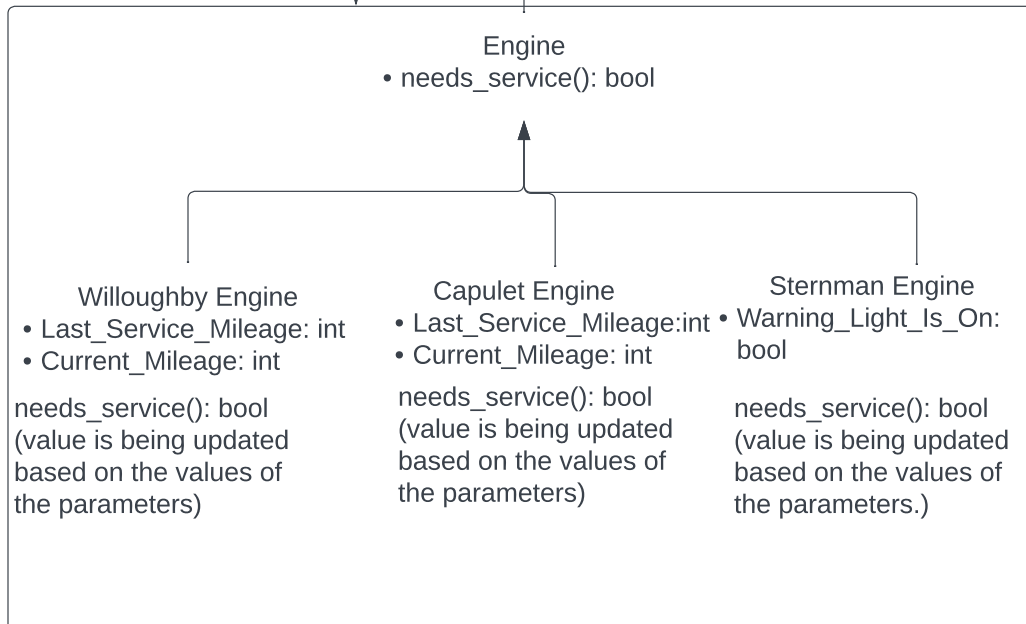 Engine
• needs_service(): bool
Willoughby Engine
• Last_Service_Mileage: int
• Current_Mileage: int
needs_service(): bool
(value is being updated
based on the values of
the parameters)
Capulet Engine
• Last_Service_Mileage:int
• Current_Mileage: int
needs_service(): bool
(value is being updated
based on the values of
the parameters)
Sternman Engine
• Warning_Light_Is_On:
bool
needs_service(): bool
(value is being updated
based on the values of
the parameters.)